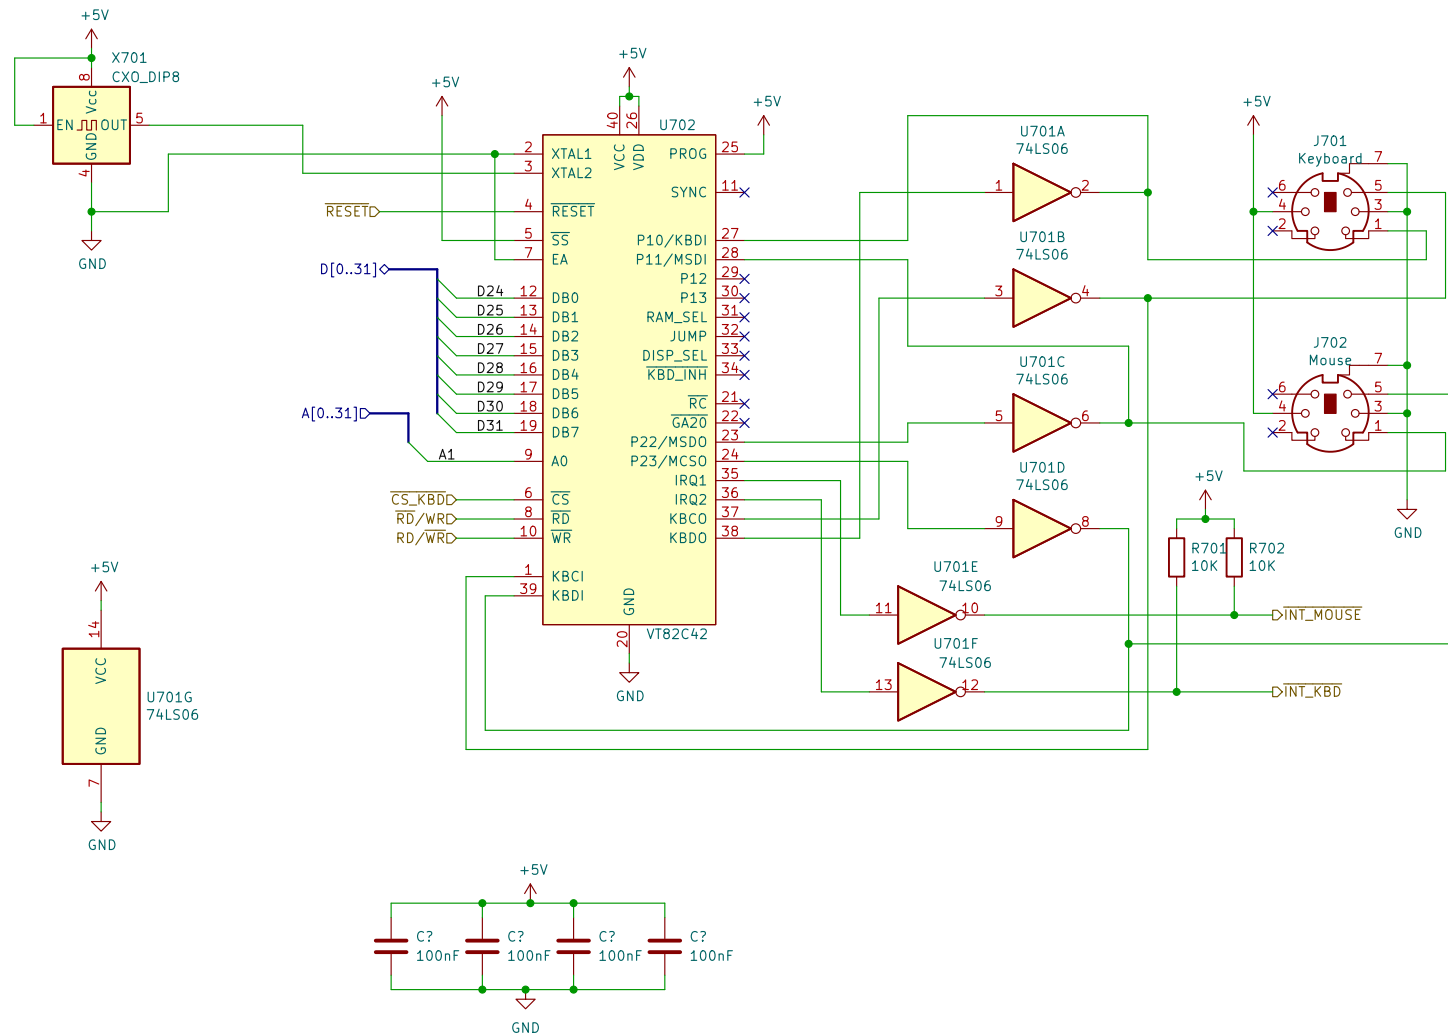 +5V
X701
CXO_DIP8
8
Vcc
1
EN
OUT
5
GND
4
GND
+5V
+5V
+5V
U702
40
26
VCC
VDD
2
XTAL1
3
XTAL2
RESET
4
RESET
5
SS
7
EA
D[0..31]
D24
12
DB0
D25
13
DB1
D26
14
DB2
D27
15
DB3
D28
16
DB4
D29
17
DB5
D30
18
DB6
D31
19
DB7
A[0..31]
A1
9
A0
CS_KBD
6
CS
RD/WR
8
RD
RD/WR
10
WR
1
KBCI
39
KBDI
GND
20
VT82C42
GND
PROG
25
SYNC
11
P10/KBDI
27
P11/MSDI
28
P12
29
P13
30
RAM_SEL
31
JUMP
32
DISP_SEL
33
KBD_INH
34
RC
21
GA20
22
P22/MSDO
23
P23/MCSO
24
IRQ1
35
IRQ2
36
KBCO
37
KBDO
38
U701A
74LS06
1
2
U701B
74LS06
3
4
U701C
74LS06
5
6
U701D
74LS06
9
8
U701E
74LS06
11
10
U701F
74LS06
13
12
+5V
J701
Keyboard
7
6
5
4
3
2
1
J702
Mouse
7
6
5
4
3
2
1
GND
+5V
R701
10K
R702
10K
INT_MOUSE
INT_KBD
+5V
14
VCC
U701G
74LS06
GND
7
GND
+5V
C?
100nF
C?
100nF
C?
100nF
C?
100nF
GND